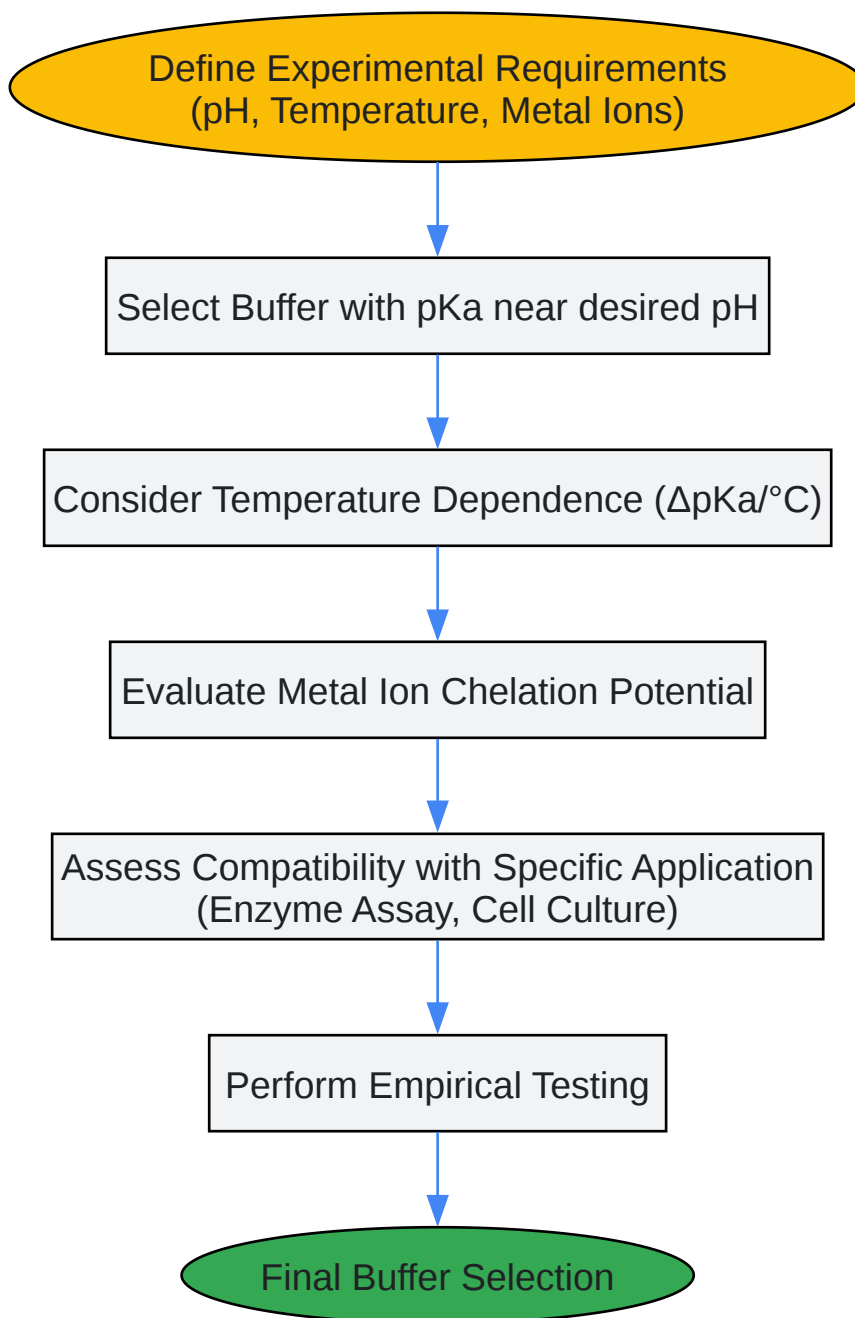 Define Experimental Requirements
(pH, Temperature, Metal Ions)
Select Buffer with pKa near desired pH
Consider Temperature Dependence (ΔpKa/°C)
Evaluate Metal Ion Chelation Potential
Assess Compatibility with Specific Application
(Enzyme Assay, Cell Culture)
Perform Empirical Testing
Final Buffer Selection